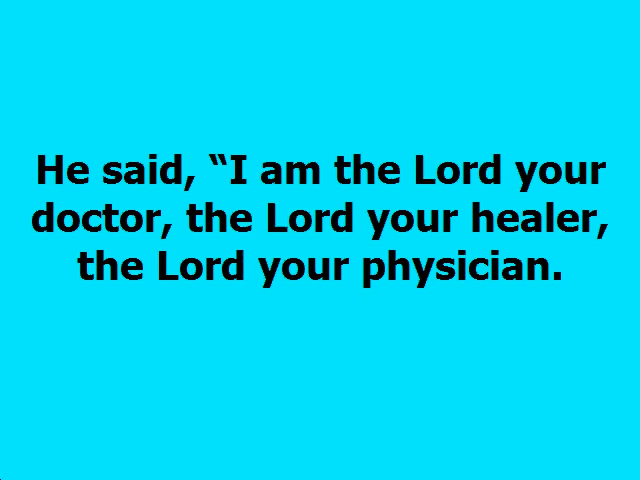 He said, “I am the Lord your
doctor, the Lord your healer,
the Lord your physician.